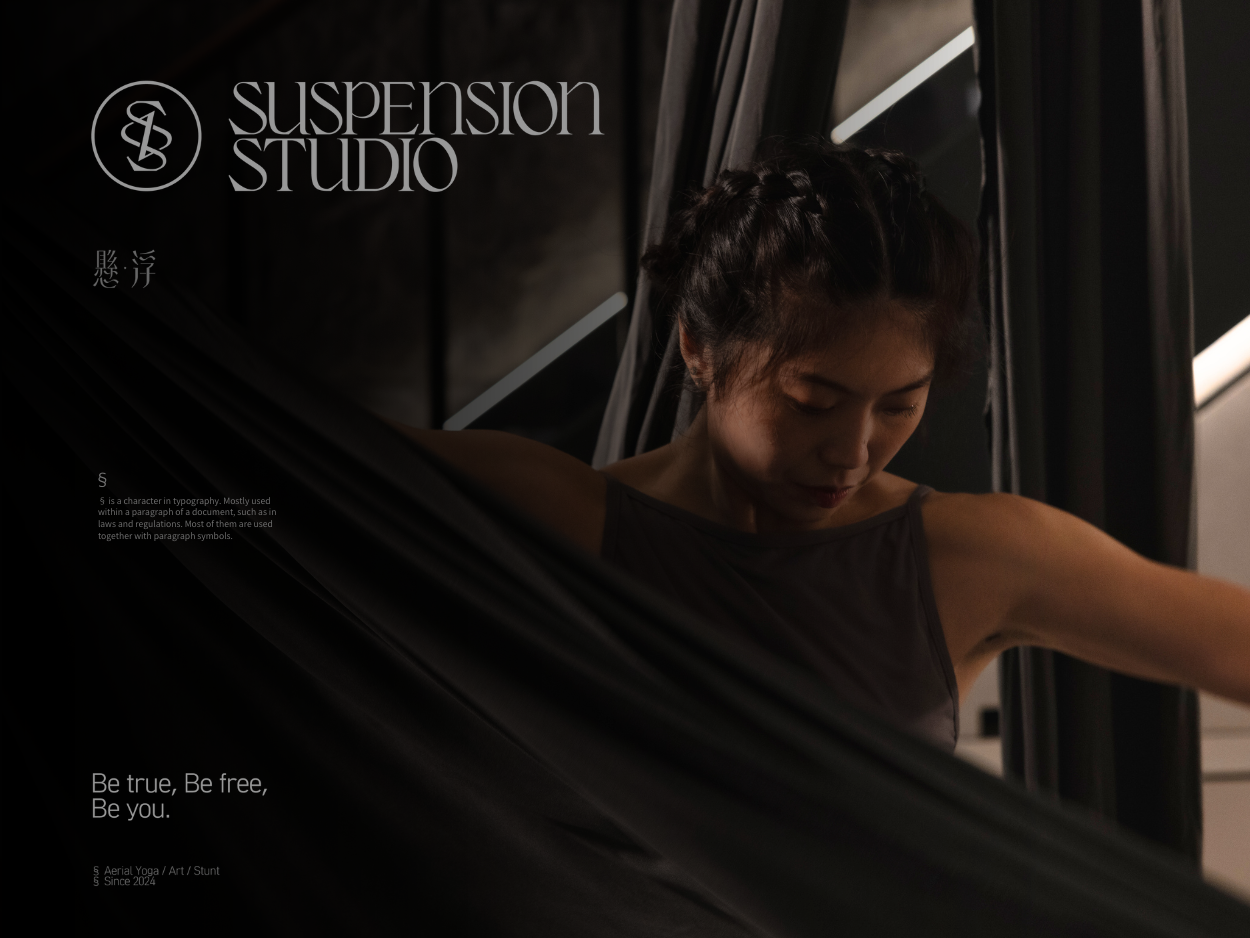 SUSPENSION
STUDIO
懸·浮
§
§ is a character in typography. Mostly used
within a paragraph of a document, such as in
laws and regulations. Most of them are used
together with paragraph symbols.
Be true, Be free,
Be you.
§ Aerial Yoga / Art / Stunt
§ Since 2024